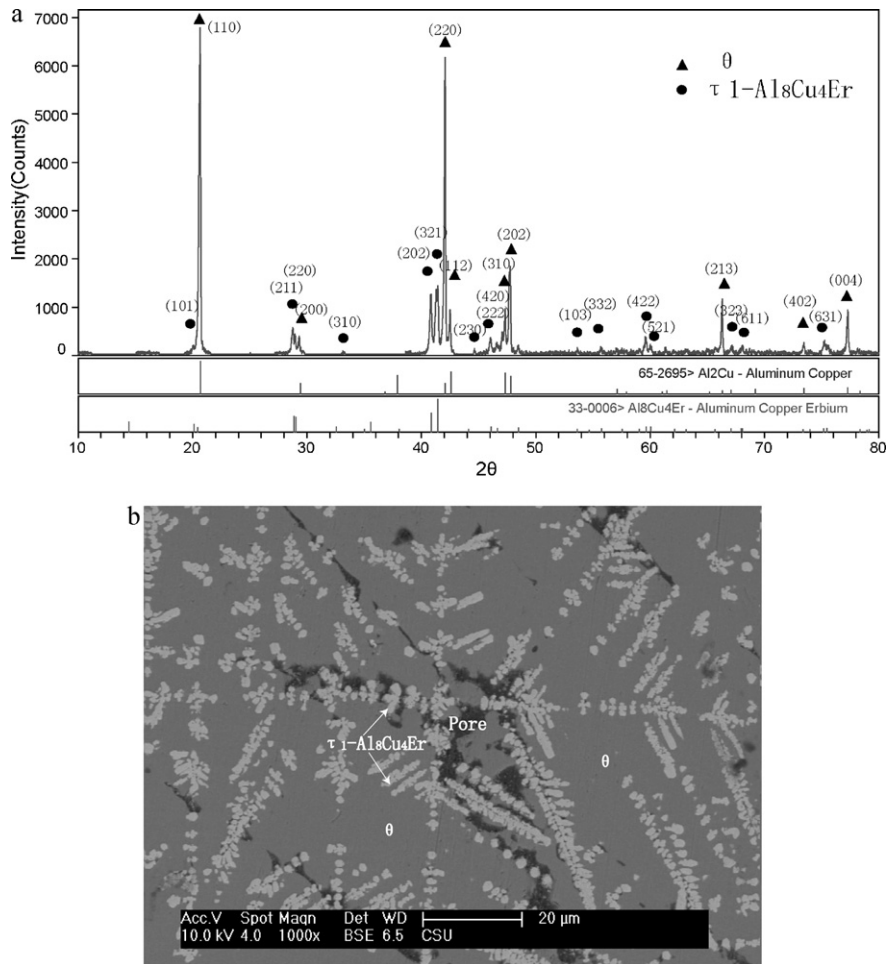 a
7000
6000
5000
4000
3000
2000
1000
0
Intensity(Counts)
(110)
(220)
▲ θ
● τ1-Al8Cu4Er
(101)
(220)
(211)
(200)
(310)
(321)
(202)
(112)
(202)
(310)
(420)
(222)
(230)
(103)
(332)
(422)
(521)
(213)
(323)
(611)
(402)
(631)
(004)
65-2695> Al2Cu - Aluminum Copper
33-0006> Al8Cu4Er - Aluminum Copper Erbium
10 20 30 40 50 60 70 80
2θ
b
Pore
τ1-Al8Cu4Er
θ
θ
Acc.V Spot Magn Det WD 20 µm
10.0 kV 4.0 1000x BSE 6.5 CSU